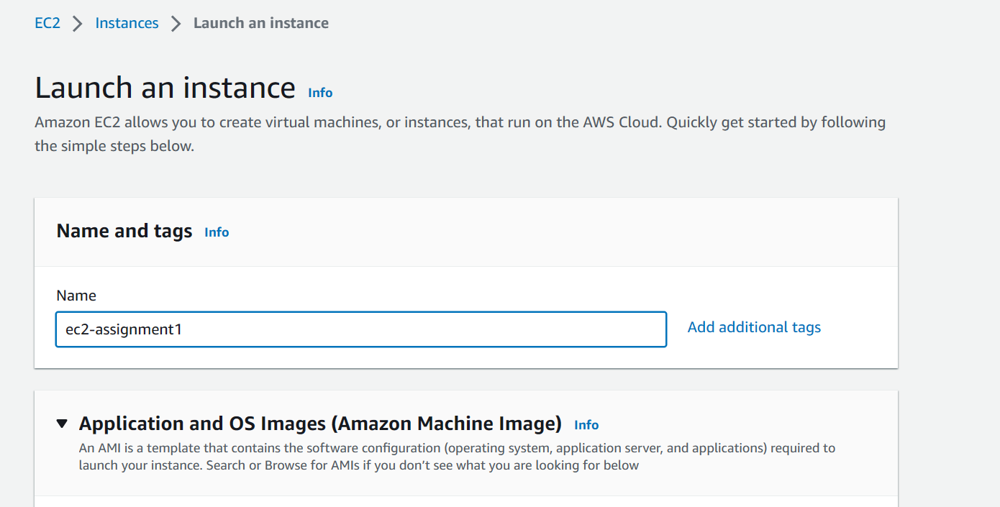 EC2 Instances Launch an instance
Launch an instance Info
Amazon EC2 allows you to create virtual machines, or instances, that run on the AWS Cloud. Quickly get started by following
the simple steps below.
Name and tags Info
Name
ec2-assignment1
Add additional tags
Application and OS Images (Amazon Machine Image) Info
An AMI is a template that contains the software configuration (operating system, application server, and applications) required to
launch your instance. Search or Browse for AMIs if you don’t see what you are looking for below